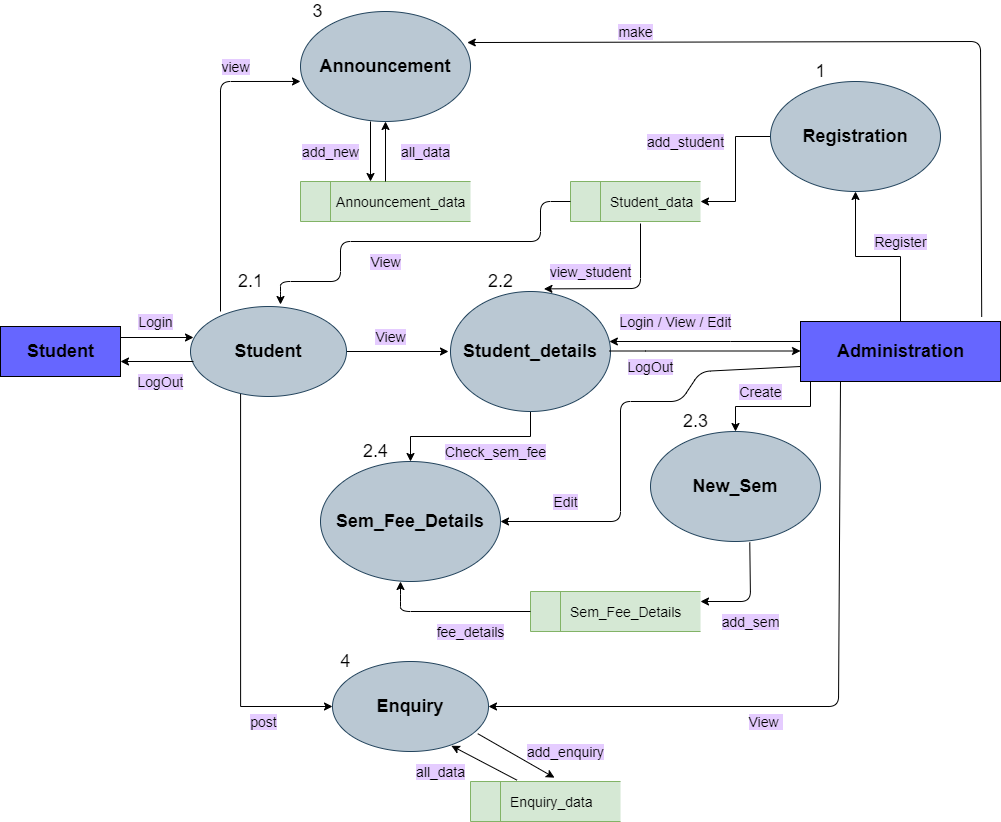 3
make
Announcement
view
1
Registration
add_student
add_new
all_data
Announcement_data
Student_data
Register
View
view_student
2.1
2.2
Login
Login / View / Edit
View
Student
Student
Student_details
Administration
LogOut
LogOut
Create
2.3
2.4
Check_sem_fee
New_Sem
Edit
Sem_Fee_Details
Sem_Fee_Details
add_sem
fee_details
4
Enquiry
post
View
add_enquiry
all_data
Enquiry_data